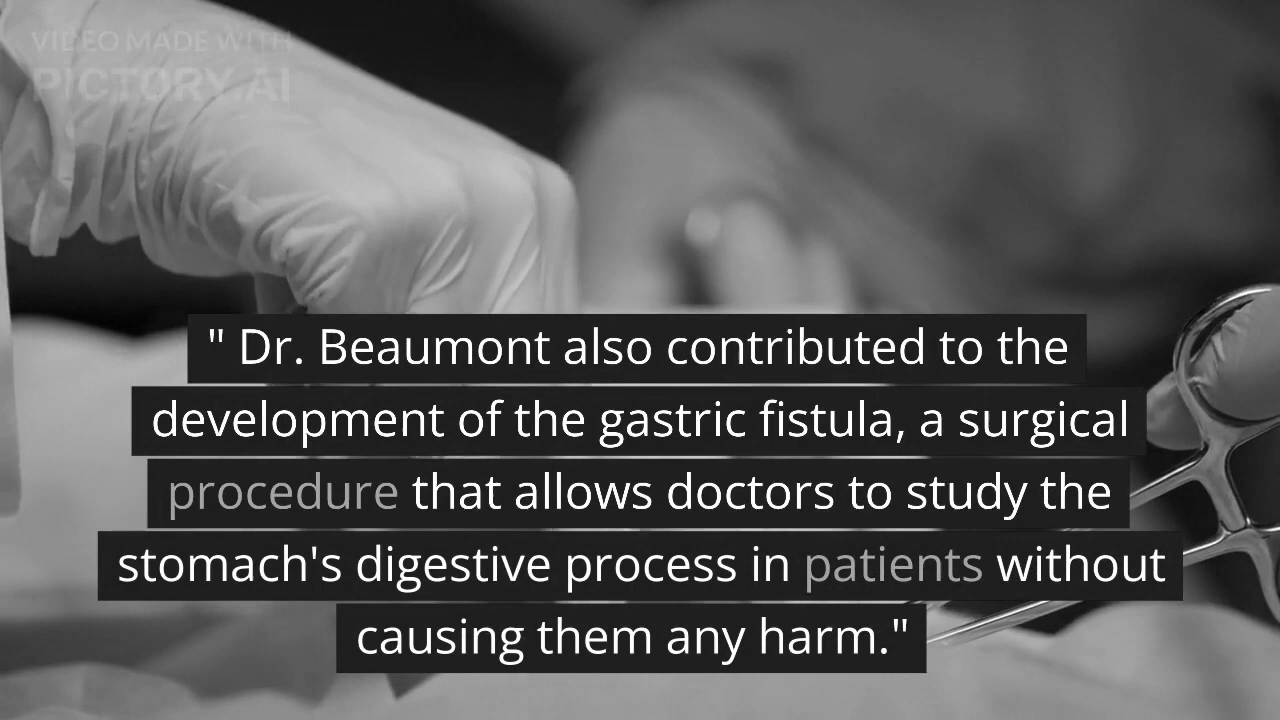 VIDEO MADE WITH
PICTORY.AI
" Dr. Beaumont also contributed to the
development of the gastric fistula, a surgical
procedure that allows doctors to study the
stomach's digestive process in patients without
causing them any harm."